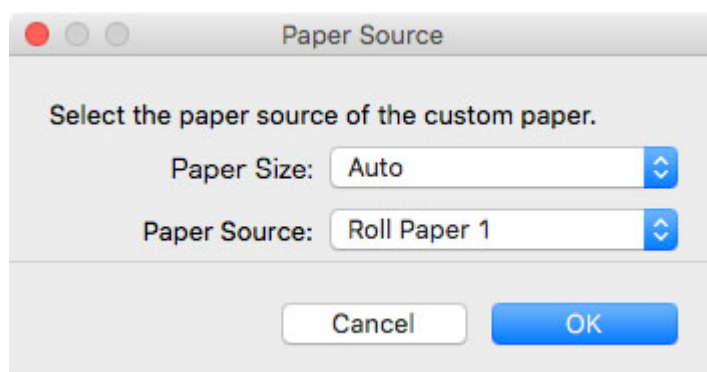 Paper Source
Select the paper source of the custom paper.
Paper Size: Auto
Paper Source: Roll Paper 1
Cancel OK